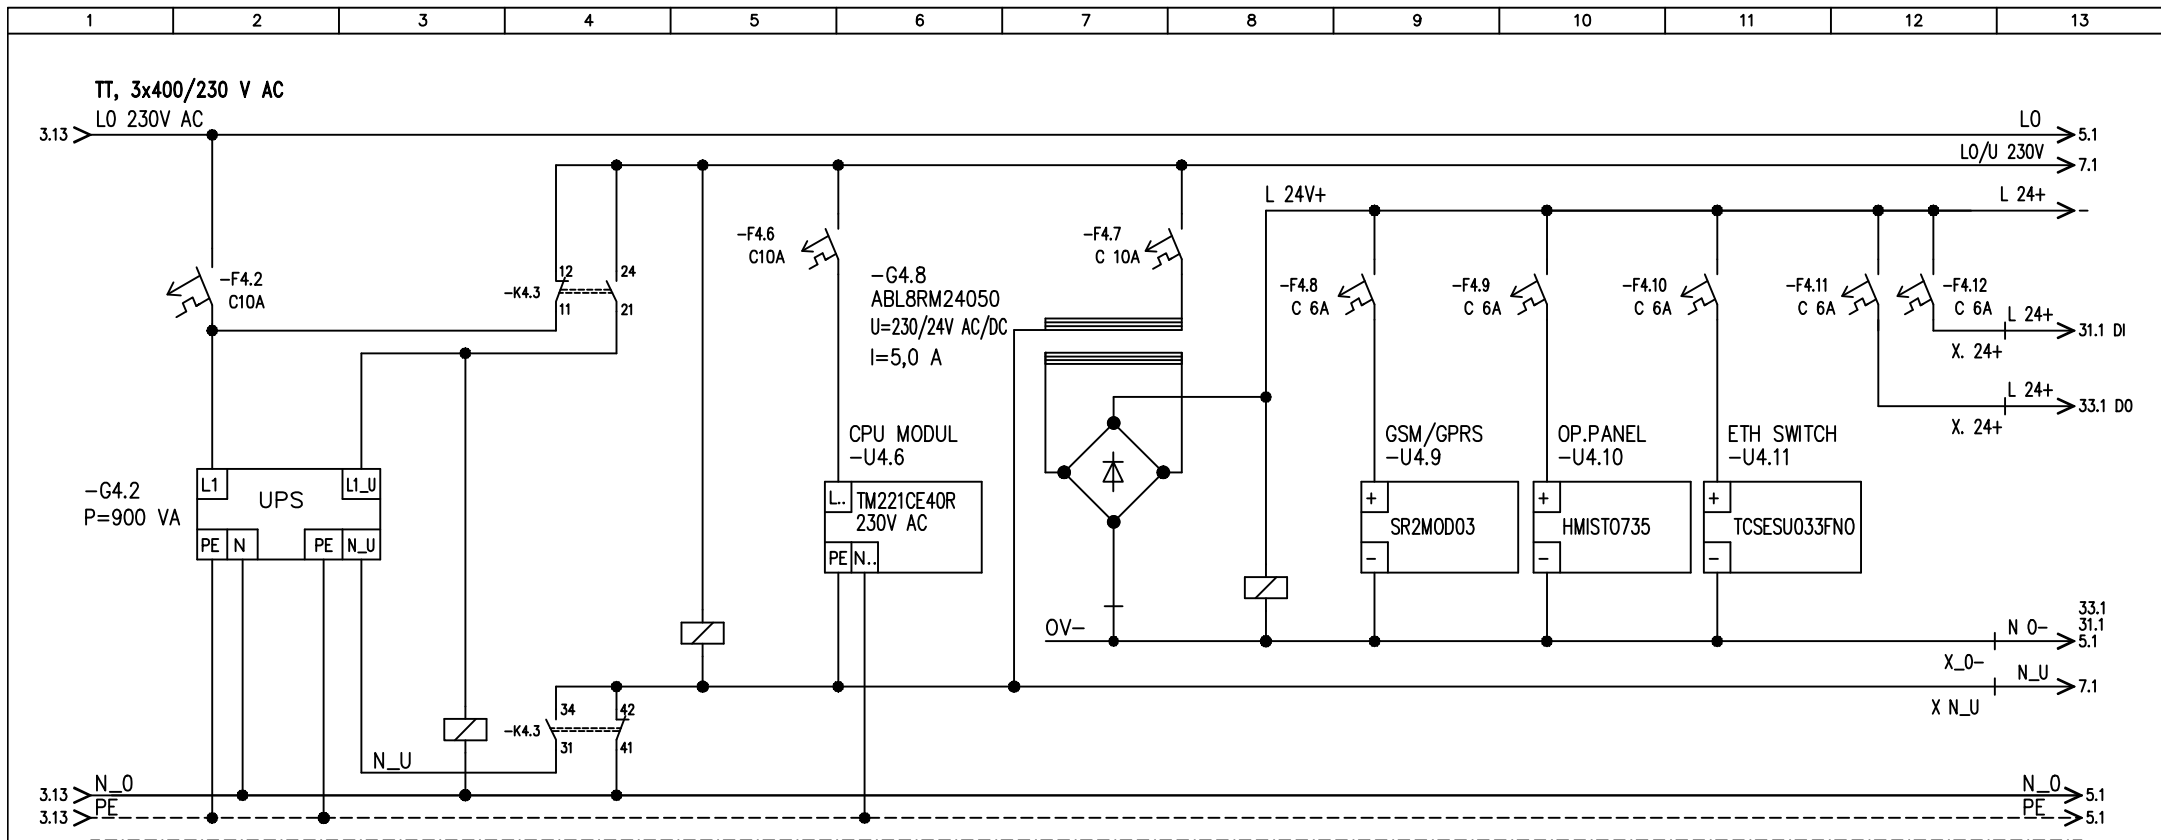 1 2 3 4 5 6 7 8 9 10 11 12 13
TT, 3x400/230 V AC
L0 230V AC
3.13
L0
5.1
L0/U 230V
7.1
L 24V+
L 24+
-
-F4.2
C10A
-K4.3
12
11
24
21
-F4.6
C10A
-G4.8
ABL8RM24050
U=230/24V AC/DC
I=5,0 A
-F4.7
C 10A
-F4.8
C 6A
-F4.9
C 6A
-F4.10
C 6A
-F4.11
C 6A
-F4.12
C 6A
L 24+
31.1 DI
X. 24+
L 24+
33.1 DO
X. 24+
-G4.2
P=900 VA
L1
UPS
L1_U
PE
N
PE
N_U
CPU MODUL
-U4.6
L..
TM221CE40R
230V AC
PE
N..
GSM/GPRS
-U4.9
+
SR2MOD03
-
OP.PANEL
-U4.10
+
HMISTO735
-
ETH SWITCH
-U4.11
+
TCSESU033FN0
-
0V-
33.1
31.1
N 0-
5.1
X_0-
N_U
7.1
X N_U
-K4.3
34
31
42
41
N_U
3.13
N_0
N_0
5.1
3.13
PE
PE
5.1